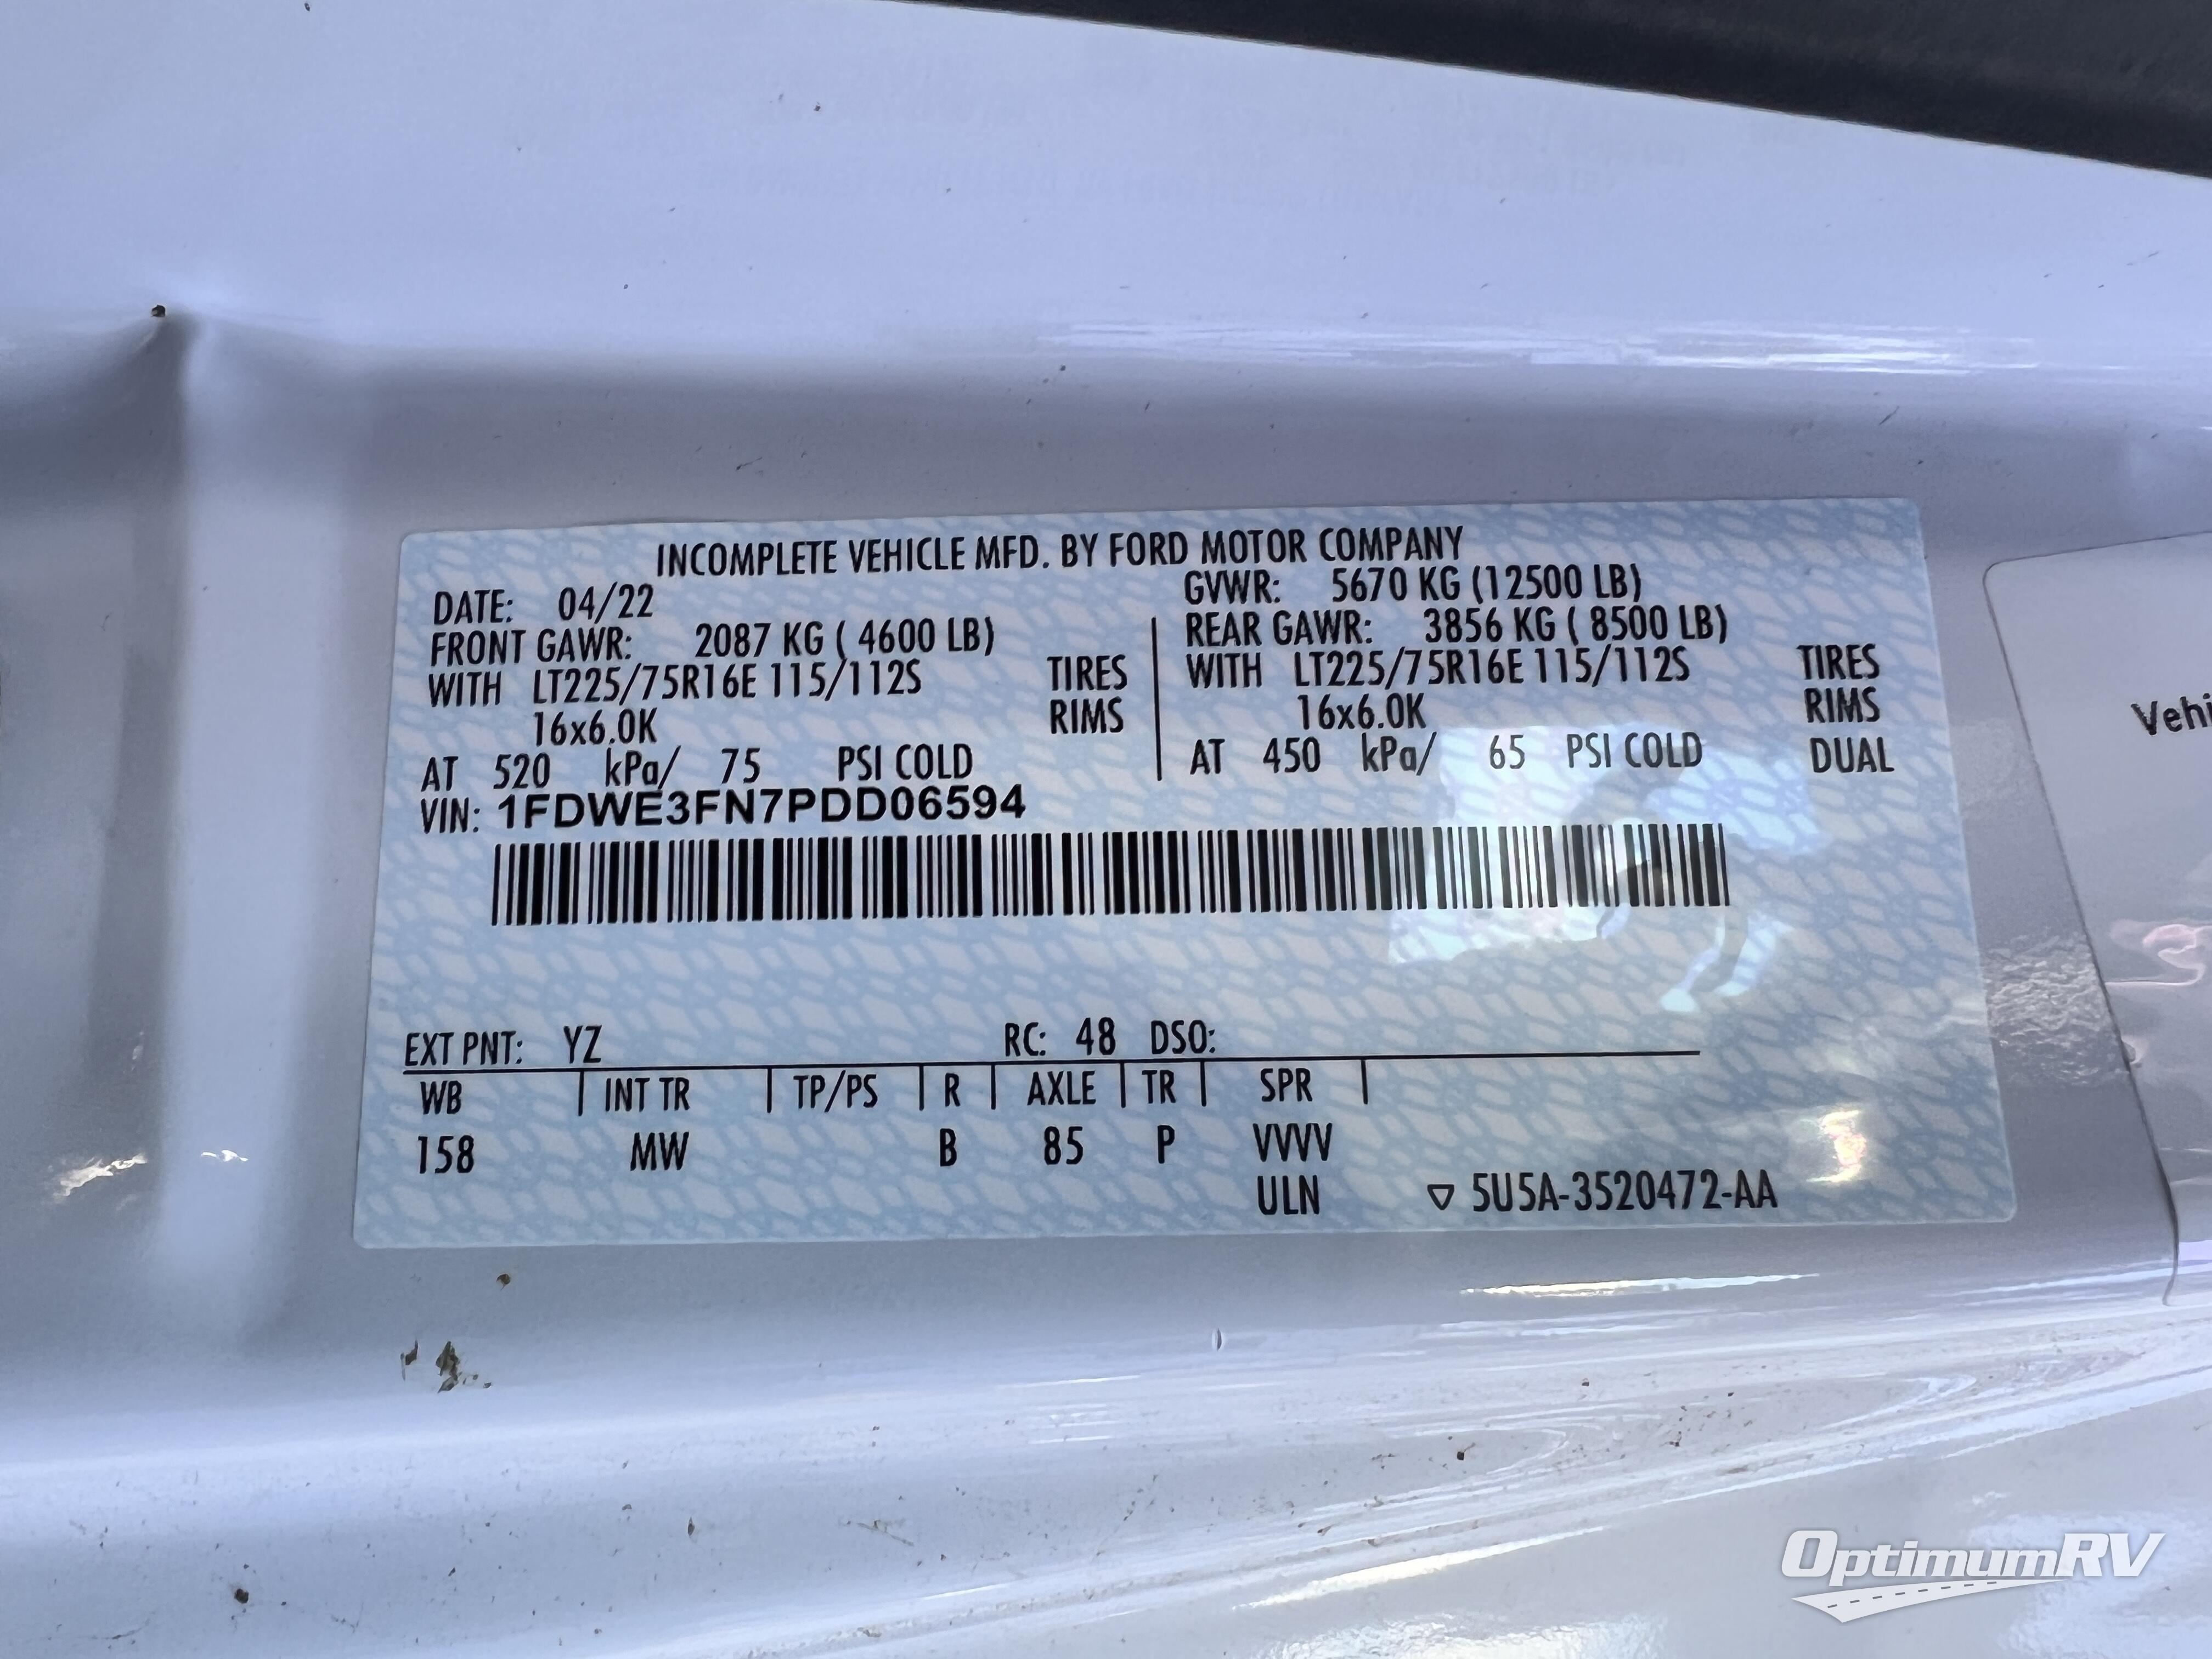 INCOMPLETE VEHICLE MFD. BY FORD MOTOR COMPANY
DATE: 04/22 GVWR: 5670 KG (12500 LB)
FRONT GAWR: 2087 KG ( 4600 LB) REAR GAWR: 3856 KG ( 8500 LB)
WITH LT225/75R16E 115/112S TIRES WITH LT225/75R16E 115/112S TIRES
16x6.0K RIMS 16x6.0K RIMS
AT 520 kPa/ 75 PSI COLD AT 450 kPa/ 65 PSI COLD DUAL
VIN: 1FDWE3FN7PDD06594
EXT PNT: YZ RC: 48 DSO:
WB INT TR TP/PS R AXLE TR SPR
158 MW B 85 P VVVV
ULN 5U5A-3520472-AA
Vehi
OptimumRV